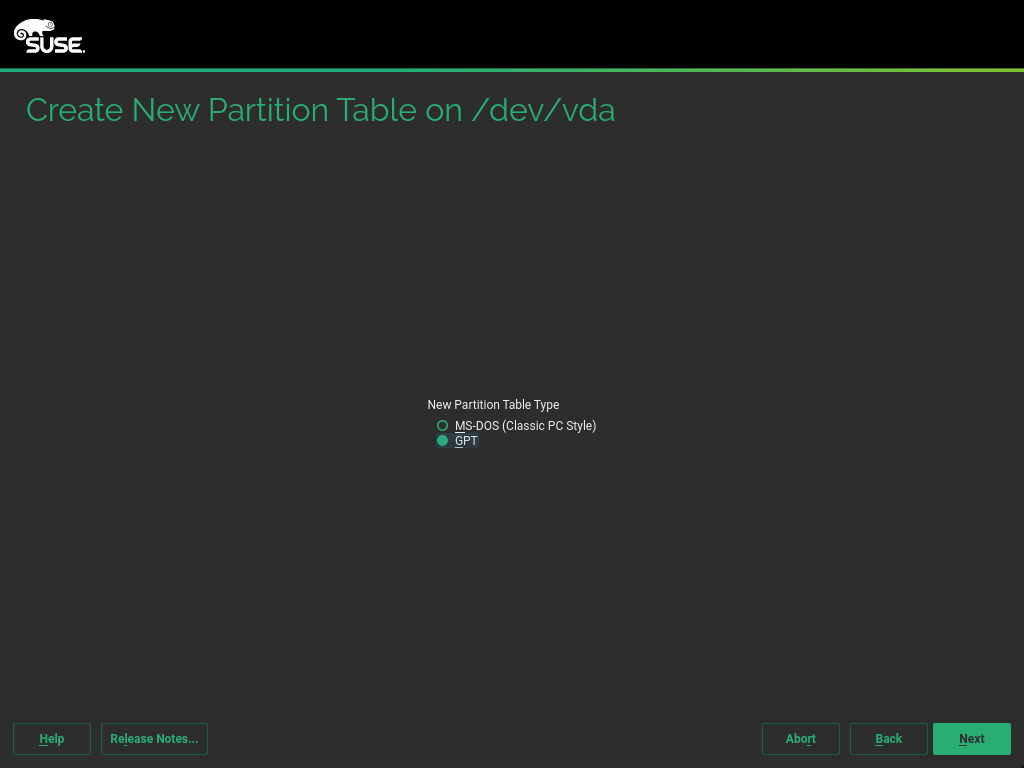 SUSE.
Create New Partition Table on /dev/vda
New Partition Table Type
MS-DOS (Classic PC Style)
GPT
Help
Release Notes...
Abort
Back
Next